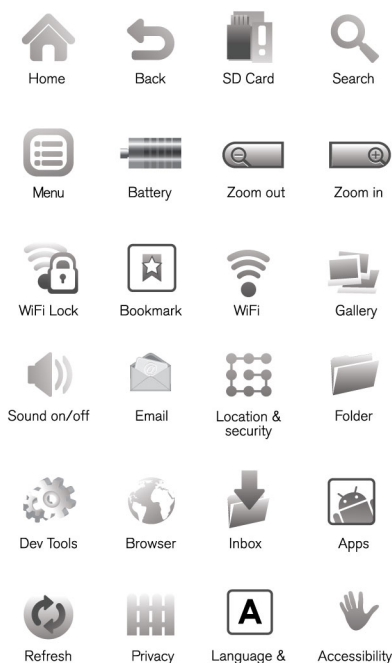 Home Back SD Card Search
Menu Battery Zoom out Zoom in
WiFi Lock Bookmark WiFi Gallery
Sound on/off Email Location & Folder
security
Dev Tools Browser Inbox Apps
A
Refresh Privacy Language & Accessibility